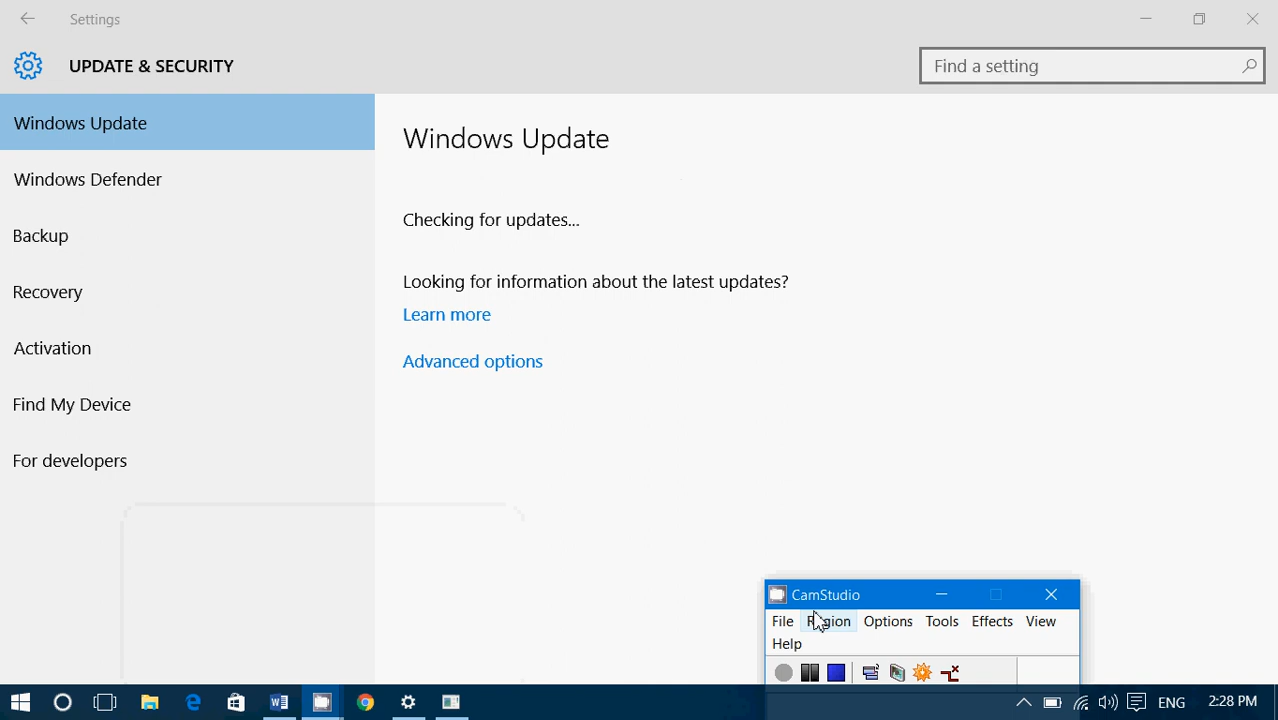 Settings
UPDATE & SECURITY
Find a setting
Windows Update
Windows Defender
Backup
Recovery
Activation
Find My Device
For developers
Windows Update
Checking for updates...
Looking for information about the latest updates?
Learn more
Advanced options
CamStudio
File Region Options Tools Effects View
Help
ENG 2:28 PM